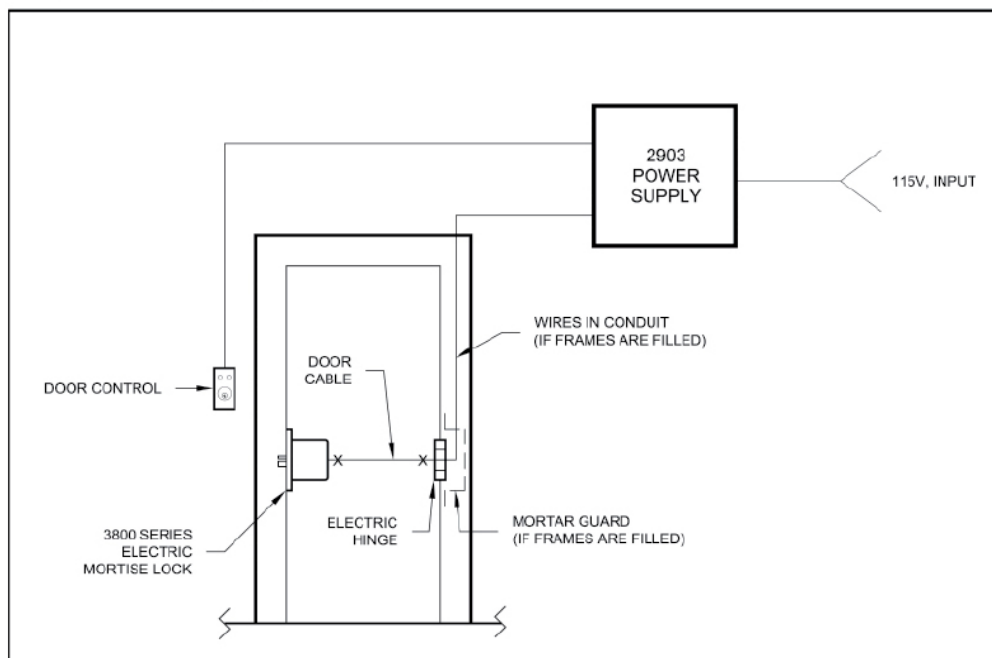 2903
POWER
SUPPLY
115V, INPUT
WIRES IN CONDUIT
(IF FRAMES ARE FILLED)
DOOR
CABLE
DOOR CONTROL
X
X
ELECTRIC
HINGE
MORTAR GUARD
(IF FRAMES ARE FILLED)
3800 SERIES
ELECTRIC
MORTISE LOCK